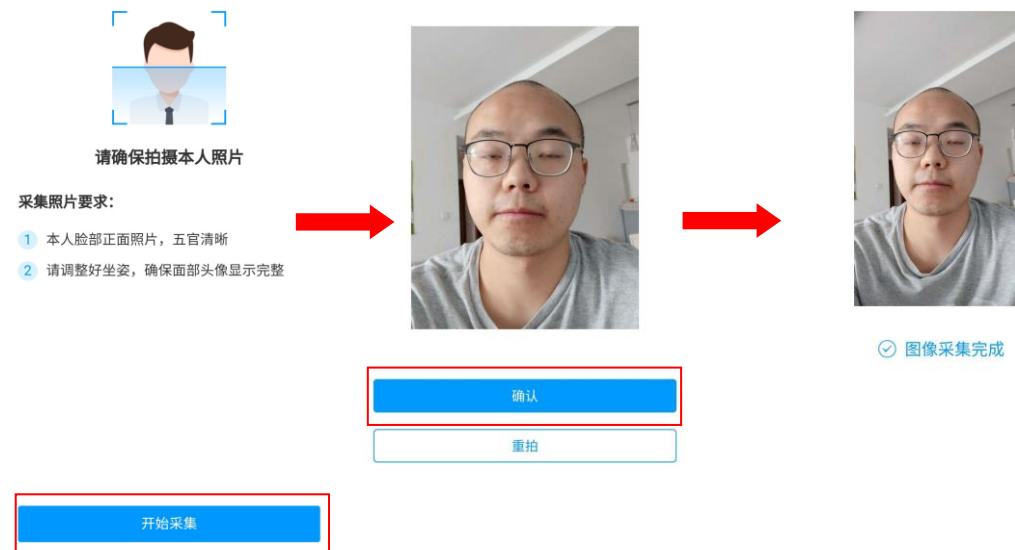 请确保拍摄本人照片
采集照片要求：
1 本人脸部正面照片，五官清晰
2 请调整好坐姿，确保面部头像显示完整
开始采集
确认
重拍
图像采集完成